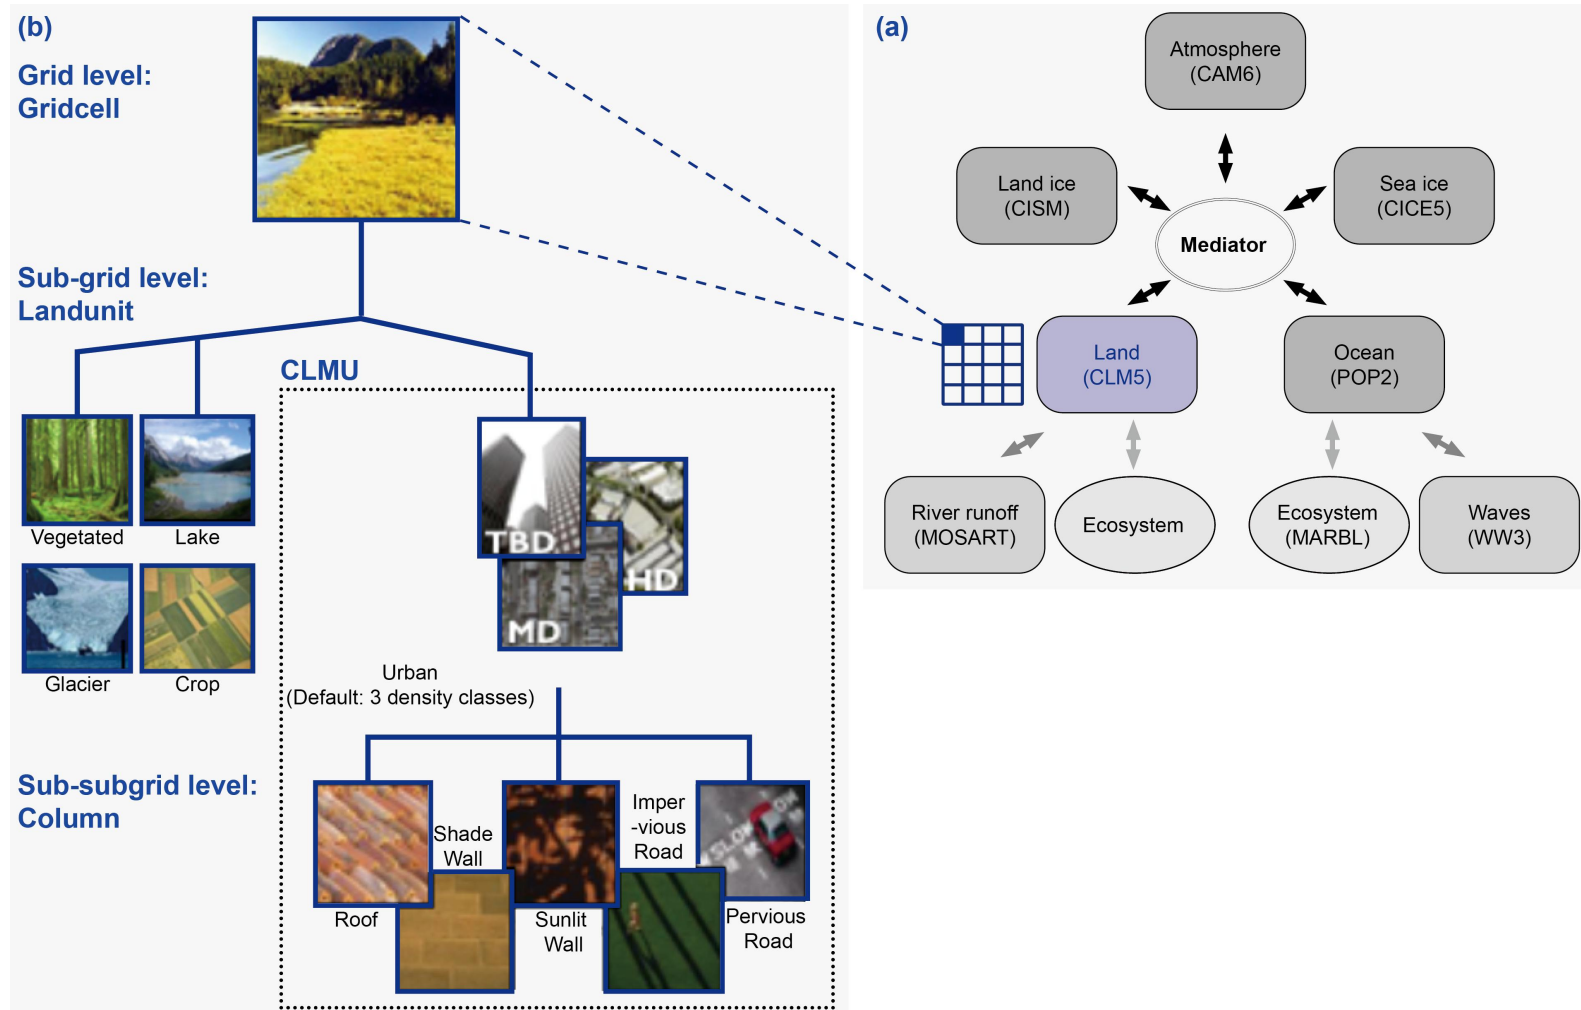 (b)
Grid level:
Gridcell
Sub-grid level:
Landunit
CLMU
Vegetated
Lake
Glacier
Crop
TBD
HD
MD
Urban
(Default: 3 density classes)
Sub-subgrid level:
Column
Roof
Shade
Wall
Sunlit
Wall
Imper
-vious
Road
SLOW
Pervious
Road
(a)
Atmosphere
(CAM6)
Land ice
(CISM)
Sea ice
(CICE5)
Mediator
Land
(CLM5)
Ocean
(POP2)
River runoff
(MOSART)
Ecosystem
Ecosystem
(MARBL)
Waves
(WW3)